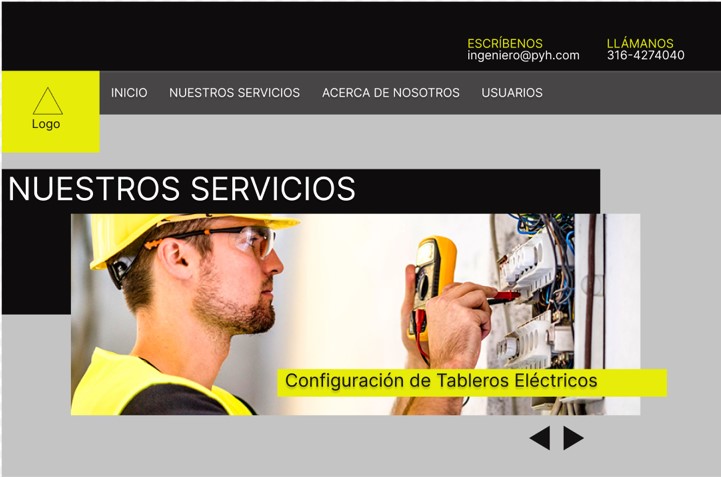 ESCRÍBENOS
ingeniero@pyh.com
LLÁMANOS
316-4274040
Logo
INICIO NUESTROS SERVICIOS ACERCA DE NOSOTROS USUARIOS
NUESTROS SERVICIOS
Configuración de Tableros Eléctricos